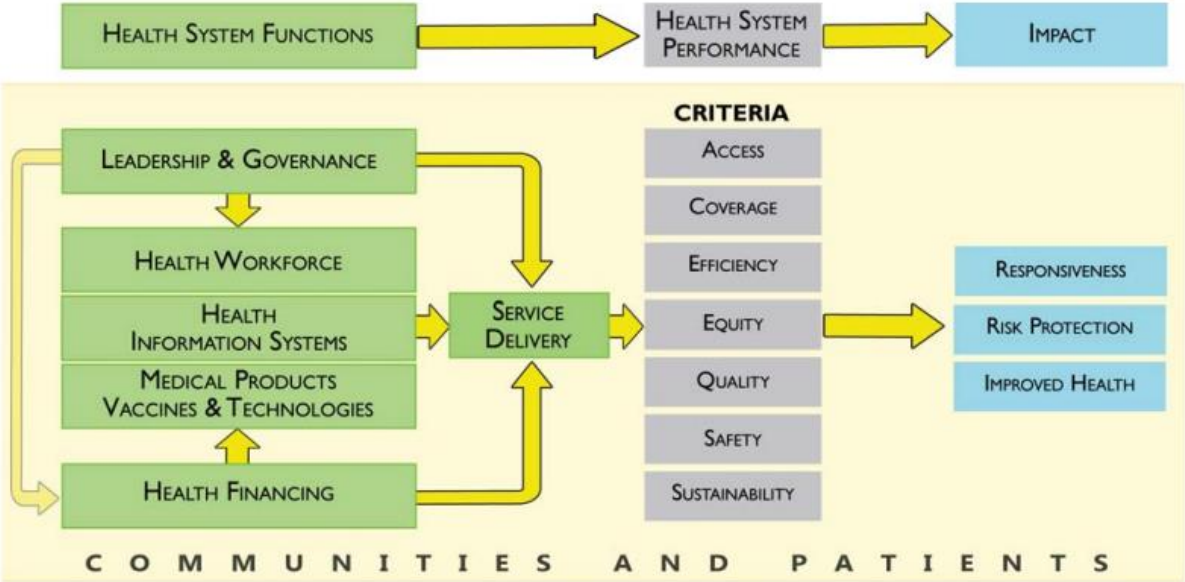 HEALTH SYSTEM FUNCTIONS
HEALTH SYSTEM
PERFORMANCE
IMPACT
CRITERIA
LEADERSHIP & GOVERNANCE
HEALTH WORKFORCE
HEALTH
INFORMATION SYSTEMS
MEDICAL PRODUCTS
VACCINES & TECHNOLOGIES
HEALTH FINANCING
SERVICE
DELIVERY
ACCESS
COVERAGE
EFFICIENCY
EQUITY
QUALITY
SAFETY
SUSTAINABILITY
RESPONSIVENESS
RISK PROTECTION
IMPROVED HEALTH
COMMUNITIES AND PATIENTS